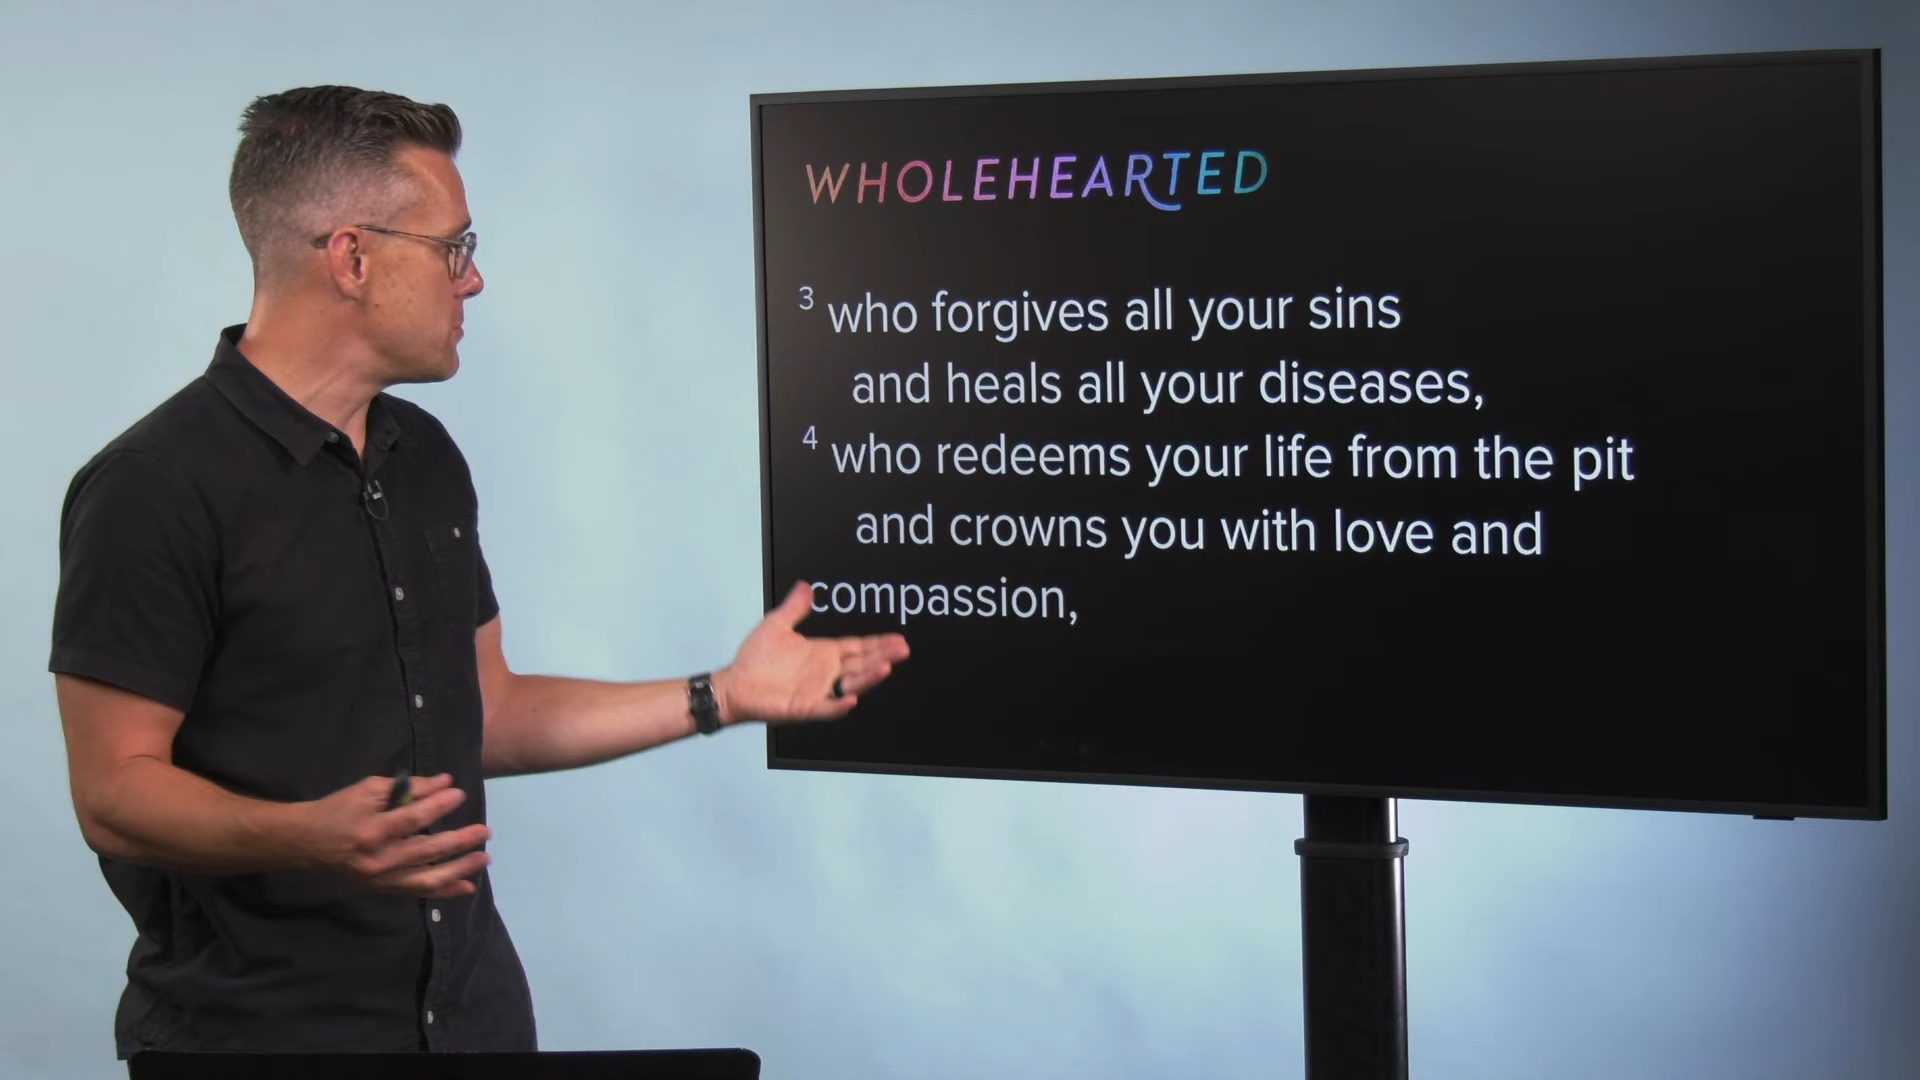 WHOLEHEARTED
3 who forgives all your sins
and heals all your diseases,
4 who redeems your life from the pit
and crowns you with love and
compassion,